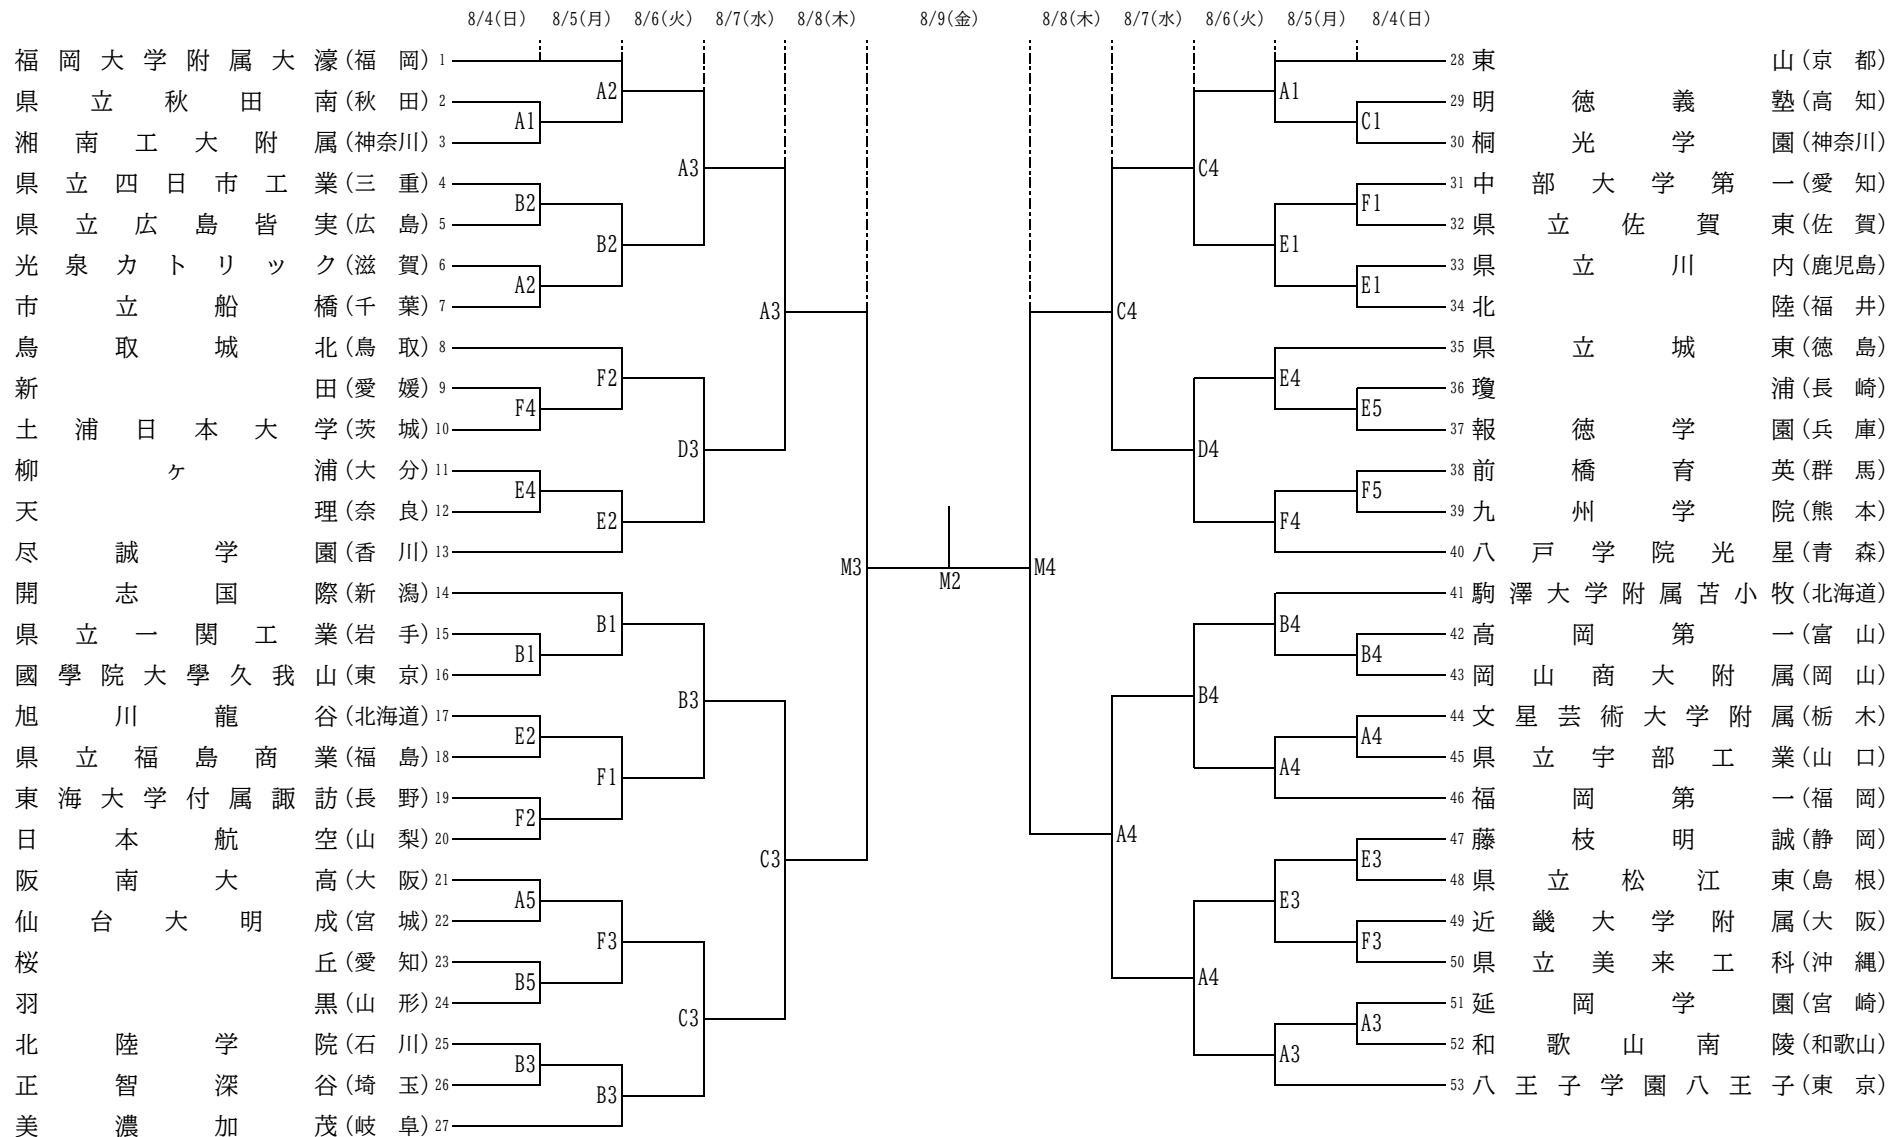 8/4(日) 8/5(月) 8/6(火) 8/7(水) 8/8(木) 8/9(金) 8/8(木) 8/7(水) 8/6(火) 8/5(月) 8/4(日)
福岡大学附属大濠(福岡) 1 28 東山(京都)
A2 A1
県立秋田南(秋田) 2 29 明徳義塾(高知)
A1 C1
湘南工大附属(神奈川) 3 30 桐光学園(神奈川)
A3 C4
県立四日市工業(三重) 4 31 中部大学第一(愛知)
B2 F1
県立広島皆実(広島) 5 32 県立佐賀東(佐賀)
B2 E1
光泉カトリック(滋賀) 6 33 県立川内(鹿児島)
A2 E1
市立船橋(千葉) 7 34 北陸(福井)
A3 C4
鳥取城北(鳥取) 8 35 県立城東(徳島)
F2 E4
新田(愛媛) 9 36 瓊浦(長崎)
F4 E5
土浦日本大学(茨城) 10 37 報徳学園(兵庫)
D3 D4
柳ヶ浦(大分) 11 38 前橋育英(群馬)
E4 F5
天理(奈良) 12 39 九州学院(熊本)
E2 F4
尽誠学園(香川) 13 40 八戸学院光星(青森)
M3 M2 M4
開志国際(新潟) 14 41 駒澤大学附属苫小牧(北海道)
B1 B4
県立一関工業(岩手) 15 42 高岡第一(富山)
B1 B4
國學院大學久我山(東京) 16 43 岡山商大附属(岡山)
B3 B4
旭川龍谷(北海道) 17 44 文星芸術大学附属(栃木)
E2 A4
県立福島商業(福島) 18 45 県立宇部工業(山口)
F1 A4
東海大学付属諏訪(長野) 19 46 福岡第一(福岡)
F2
日本航空(山梨) 20 47 藤枝明誠(静岡)
C3 A4 E3
阪南大高(大阪) 21 48 県立松江東(島根)
A5 E3
仙台大明成(宮城) 22 49 近畿大学附属(大阪)
F3 F3
桜丘(愛知) 23 50 県立美来工科(沖縄)
B5 A4
羽黒(山形) 24 51 延岡学園(宮崎)
C3 A3
北陸学院(石川) 25 52 和歌山南陵(和歌山)
B3 A3
正智深谷(埼玉) 26 53 八王子学園八王子(東京)
B3
美濃加茂(岐阜) 27